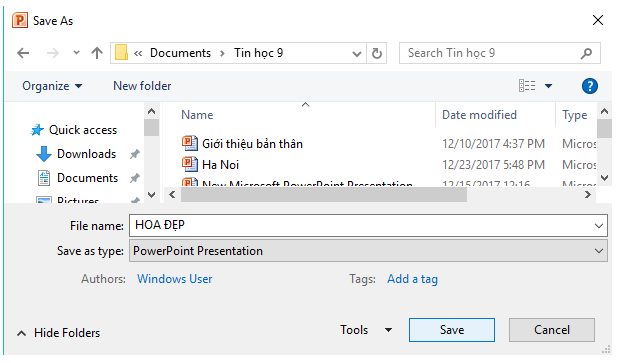 Save As
« Documents › Tin học 9
Search Tin học 9
Organize
New folder
?
Name
Date modified
Type
Quick access
Downloads
Documents
Pictures
Giới thiệu bản thân 12/10/2017 4:37 PM Micros
Ha Noi 12/23/2017 5:48 PM Micros
New Microsoft PowerPoint Presentation 12/15/2017 12:16 Micros
File name: HOA ĐẸP
Save as type: PowerPoint Presentation
Authors: Windows User Tags: Add a tag
Hide Folders Tools Save Cancel